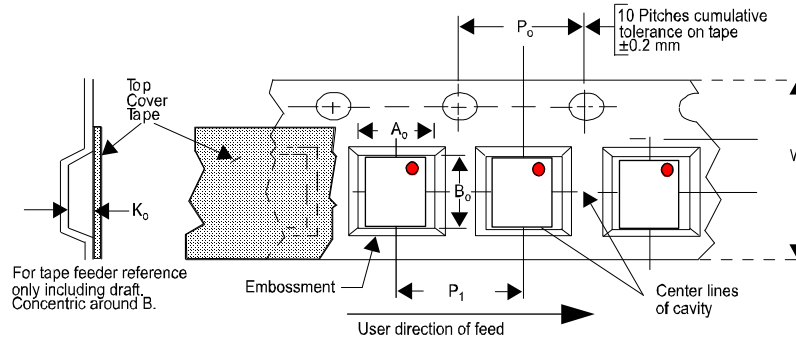 10 Pitches cumulative
tolerance on tape
±0.2 mm
Po
Top
Cover
Tape
Ao
Bo
Ko
For tape feeder reference
only including draft.
Concentric around B.
Embossment
P1
Center lines
of cavity
User direction of feed